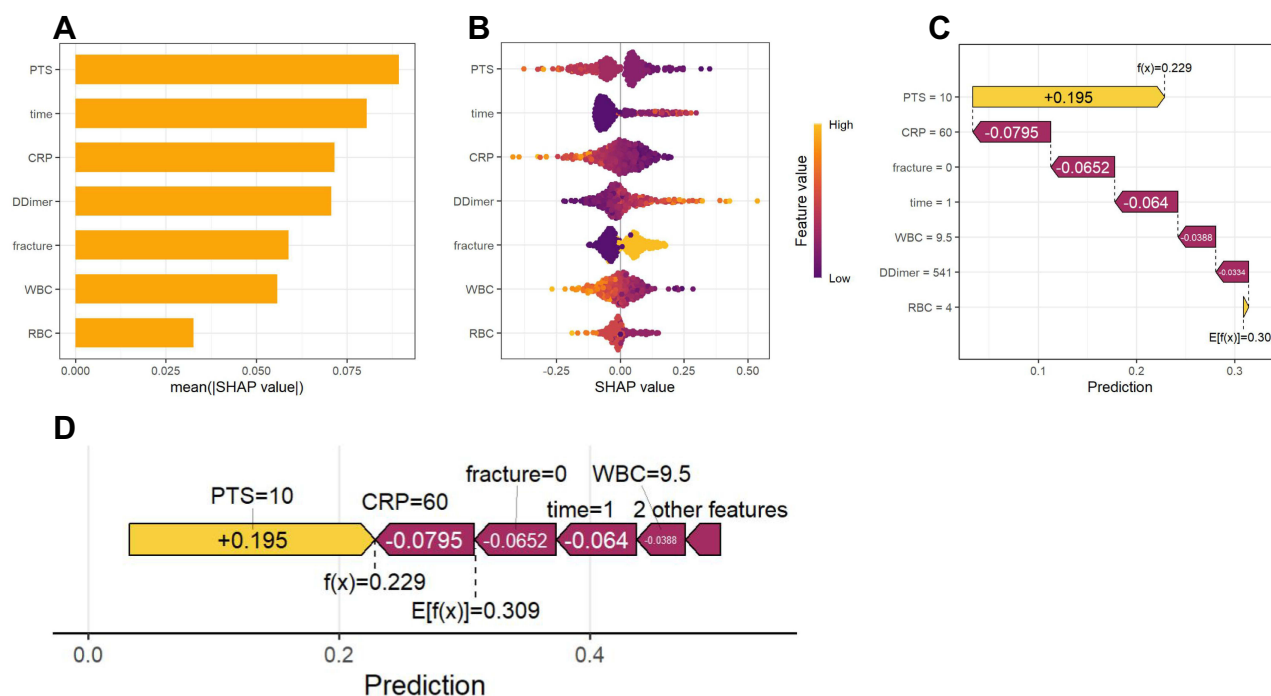 A
PTS
time
CRP
DDimer
fracture
WBC
RBC
0.000
0.025
0.050
0.075
mean(|SHAP value|)
B
PTS
time
CRP
DDimer
fracture
WBC
RBC
-0.25
0.00
0.25
0.50
SHAP value
High
Feature value
Low
C
f(x)=0.229
PTS = 10
+0.195
CRP = 60
-0.0795
fracture = 0
-0.0652
time = 1
-0.064
WBC = 9.5
-0.0388
DDimer = 541
-0.0334
RBC = 4
E[f(x)]=0.30
0.1
0.2
0.3
Prediction
D
fracture=0
WBC=9.5
PTS=10
CRP=60
time=1
2 other features
+0.195
-0.0795
-0.0652
-0.064
-0.0388
f(x)=0.229
E[f(x)]=0.309
0.0
0.2
0.4
Prediction